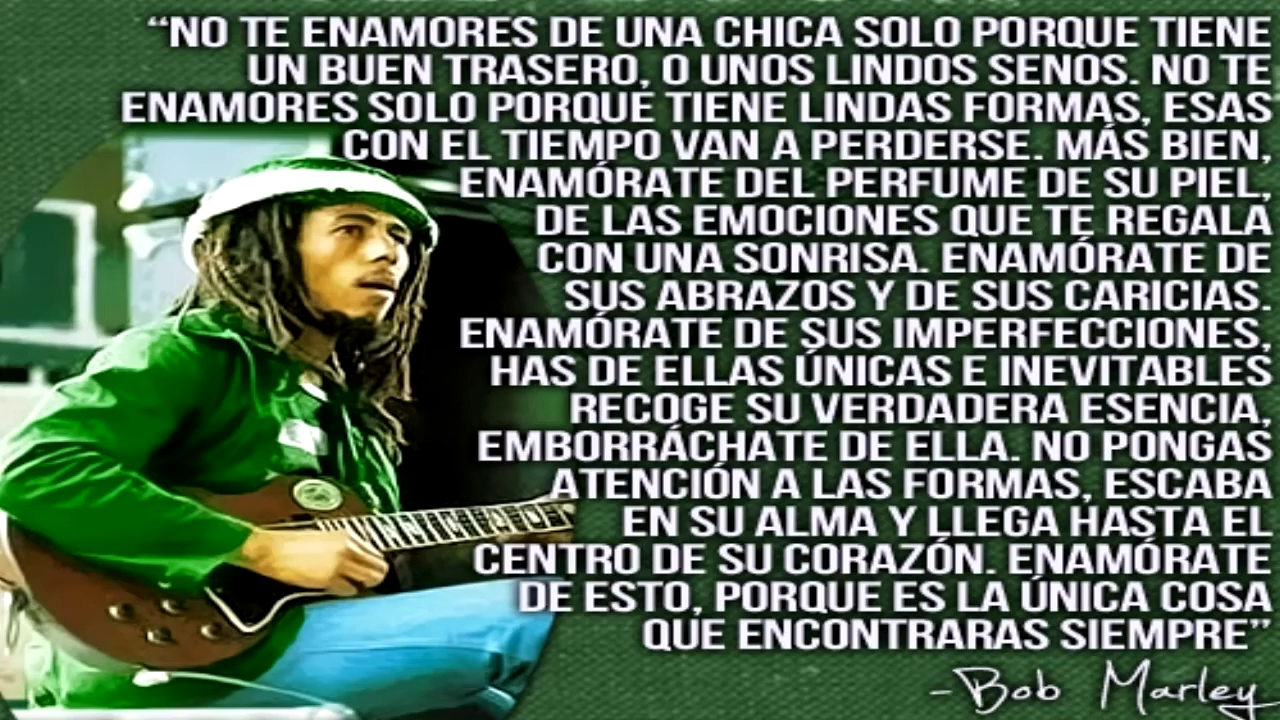 “NO TE ENAMORES DE UNA CHICA SOLO PORQUE TIENE
UN BUEN TRASERO, O UNOS LINDOS SENOS. NO TE
ENAMORES SOLO PORQUE TIENE LINDAS FORMAS, ESAS
CON EL TIEMPO VAN A PERDERSE. MÁS BIEN,
ENAMÓRATE DEL PERFUME DE SU PIEL,
DE LAS EMOCIONES QUE TE REGALA
CON UNA SONRISA. ENAMÓRATE DE
SUS ABRAZOS Y DE SUS CARICIAS.
ENAMÓRATE DE SUS IMPERFECCIONES,
HAS DE ELLAS ÚNICAS E INEVITABLES
RECOGE SU VERDADERA ESENCIA,
EMBORRÁCHATE DE ELLA. NO PONGAS
ATENCIÓN A LAS FORMAS, ESCABA
EN SU ALMA Y LLEGA HASTA EL
CENTRO DE SU CORAZÓN. ENAMÓRATE
DE ESTO, PORQUE ES LA ÚNICA COSA
QUE ENCONTRARAS SIEMPRE”
-Bob Marley